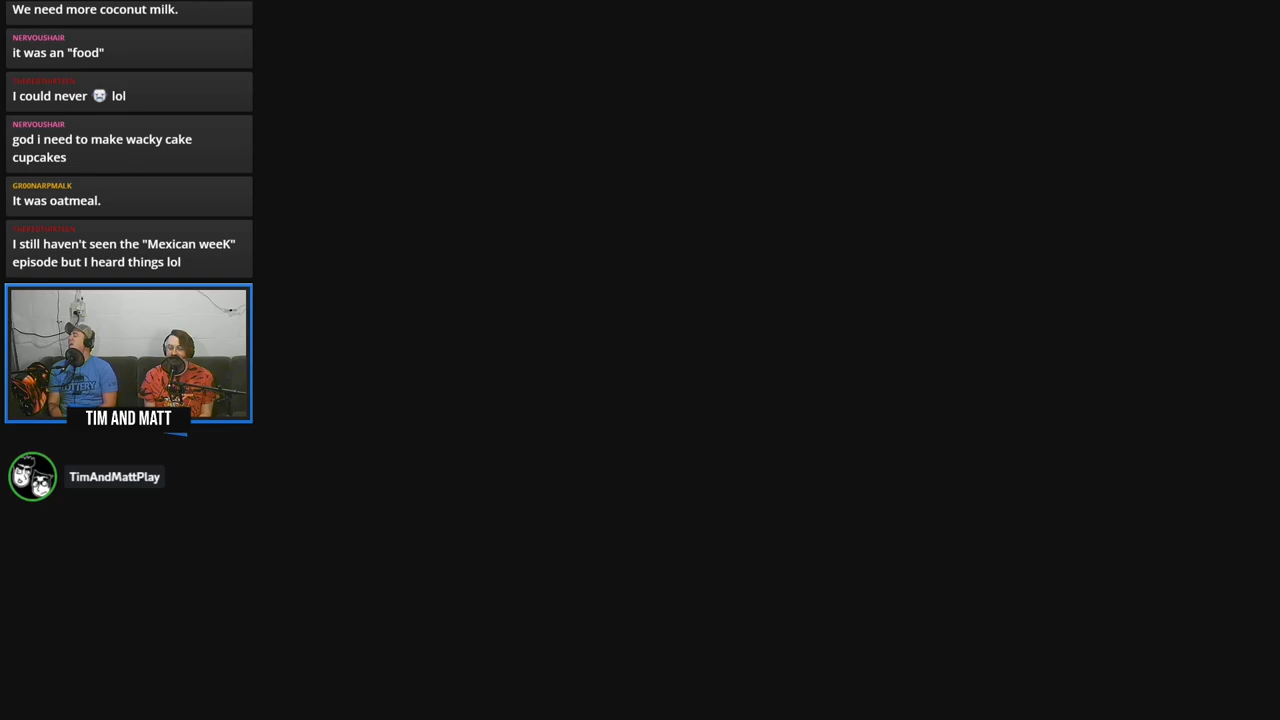 We need more coconut milk.
NERVOUSHAIR
it was an "food"
I could never lol
NERVOUSHAIR
god i need to make wacky cake
cupcakes
GR00NARPMALK
It was oatmeal.
I still haven't seen the "Mexican weeK"
episode but I heard things lol
TIM AND MATT
TimAndMattPlay